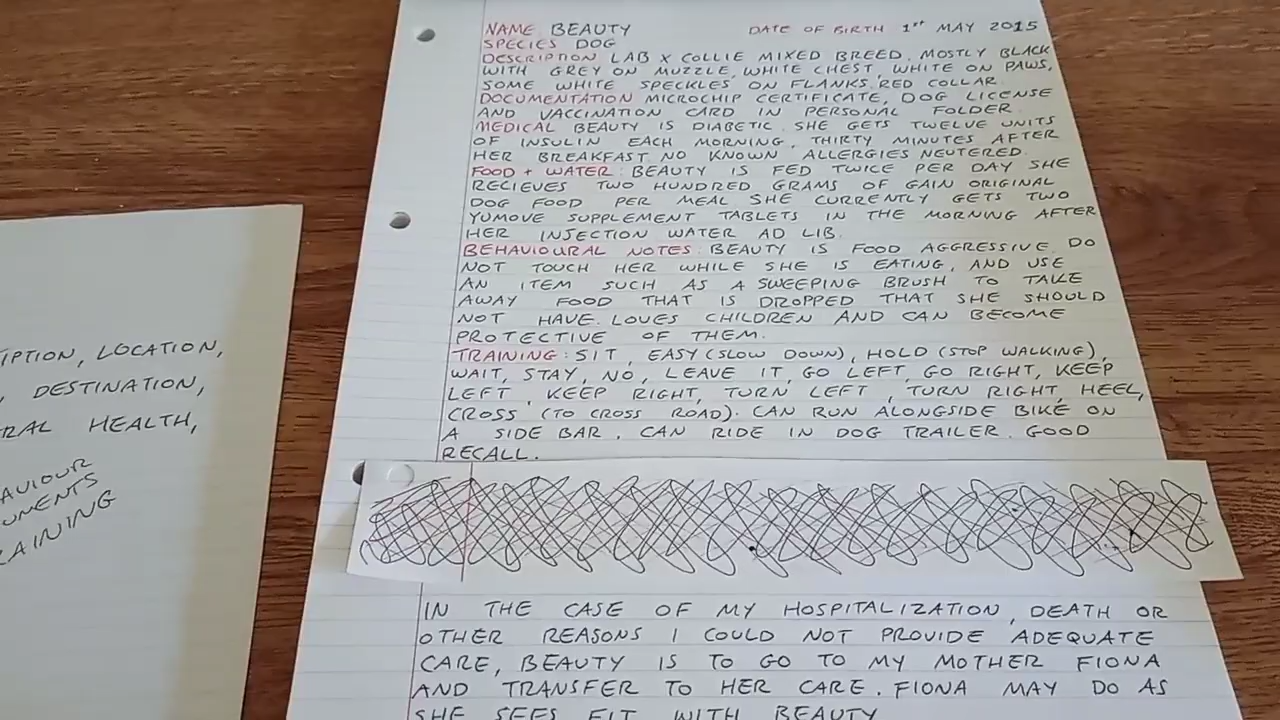 IPTION, LOCATION,
DESTINATION,
RAL HEALTH,
AVIOUR
UMENTS
AINING
NAME BEAUTY DATE OF BIRTH 1ST MAY 2015
SPECIES DOG
DESCRIPTION LAB X COLLIE MIXED BREED. MOSTLY BLACK
WITH GREY ON MUZZLE, WHITE CHEST, WHITE ON PAWS,
SOME WHITE SPECKLES ON FLANKS. RED COLLAR.
DOCUMENTATION MICROCHIP CERTIFICATE, DOG LICENSE
AND VACCINATION CARD IN PERSONAL FOLDER.
MEDICAL BEAUTY IS DIABETIC. SHE GETS TWELVE UNITS
OF INSULIN EACH MORNING, THIRTY MINUTES AFTER
HER BREAKFAST. NO KNOWN ALLERGIES. NEUTERED.
FOOD + WATER: BEAUTY IS FED TWICE PER DAY. SHE
RECIEVES TWO HUNDRED GRAMS OF GAIN ORIGINAL
DOG FOOD PER MEAL. SHE CURRENTLY GETS TWO
YUMOVE SUPPLEMENT TABLETS IN THE MORNING AFTER
HER INJECTION. WATER AD LIB.
BEHAVIOURAL NOTES: BEAUTY IS FOOD AGGRESSIVE. DO
NOT TOUCH HER WHILE SHE IS EATING, AND USE
AN ITEM SUCH AS A SWEEPING BRUSH TO TAKE
AWAY FOOD THAT IS DROPPED THAT SHE SHOULD
NOT HAVE. LOVES CHILDREN AND CAN BECOME
PROTECTIVE OF THEM.
TRAINING: SIT, EASY (SLOW DOWN), HOLD (STOP WALKING),
WAIT, STAY, NO, LEAVE IT, GO LEFT, GO RIGHT, KEEP
LEFT, KEEP RIGHT, TURN LEFT, TURN RIGHT, HEEL,
CROSS (TO CROSS ROAD). CAN RUN ALONGSIDE BIKE ON
A SIDE BAR. CAN RIDE IN DOG TRAILER. GOOD
RECALL.
IN THE CASE OF MY HOSPITALIZATION, DEATH OR
OTHER REASONS I COULD NOT PROVIDE ADEQUATE
CARE, BEAUTY IS TO GO TO MY MOTHER FIONA
AND TRANSFER TO HER CARE. FIONA MAY DO AS
SHE SEES FIT WITH BEAUTY